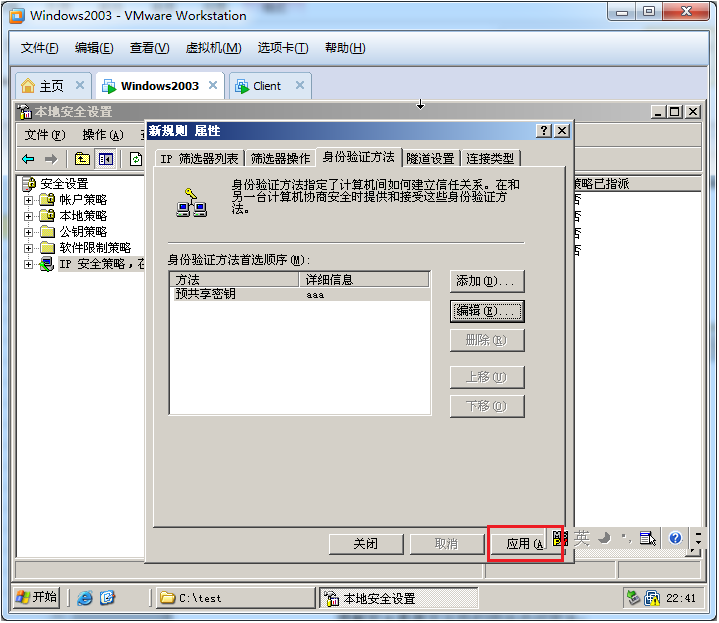 Windows2003 - VMware Workstation
文件(F) 编辑(E) 查看(V) 虚拟机(M) 选项卡(T) 帮助(H)
主页 Windows2003 Client
本地安全设置
文件(F) 操作(A)
新规则 属性
IP 筛选器列表 筛选器操作 身份验证方法 隧道设置 连接类型
安全设置
帐户策略
本地策略
公钥策略
软件限制策略
IP 安全策略，在
策略已指派
否
否
否
否
身份验证方法指定了计算机间如何建立信任关系。在和
另一台计算机协商安全时提供和接受这些身份验证方
法。
身份验证方法首选顺序(M):
方法 详细信息
预共享密钥 aaa
添加(D)...
编辑(E)...
删除(R)
上移(U)
下移(O)
关闭 取消 应用(A)
英
开始 C:\test 本地安全设置 22:41